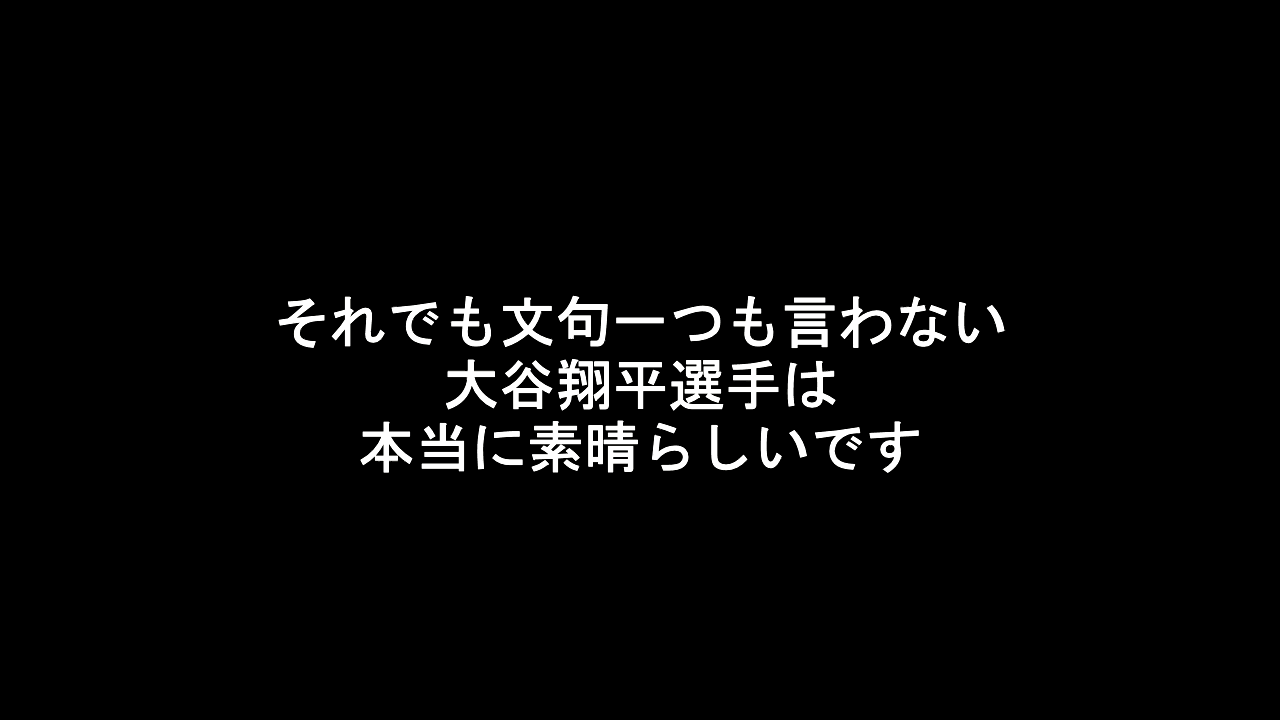 それでも文句一つも言わない
大谷翔平選手は
本当に素晴らしいです